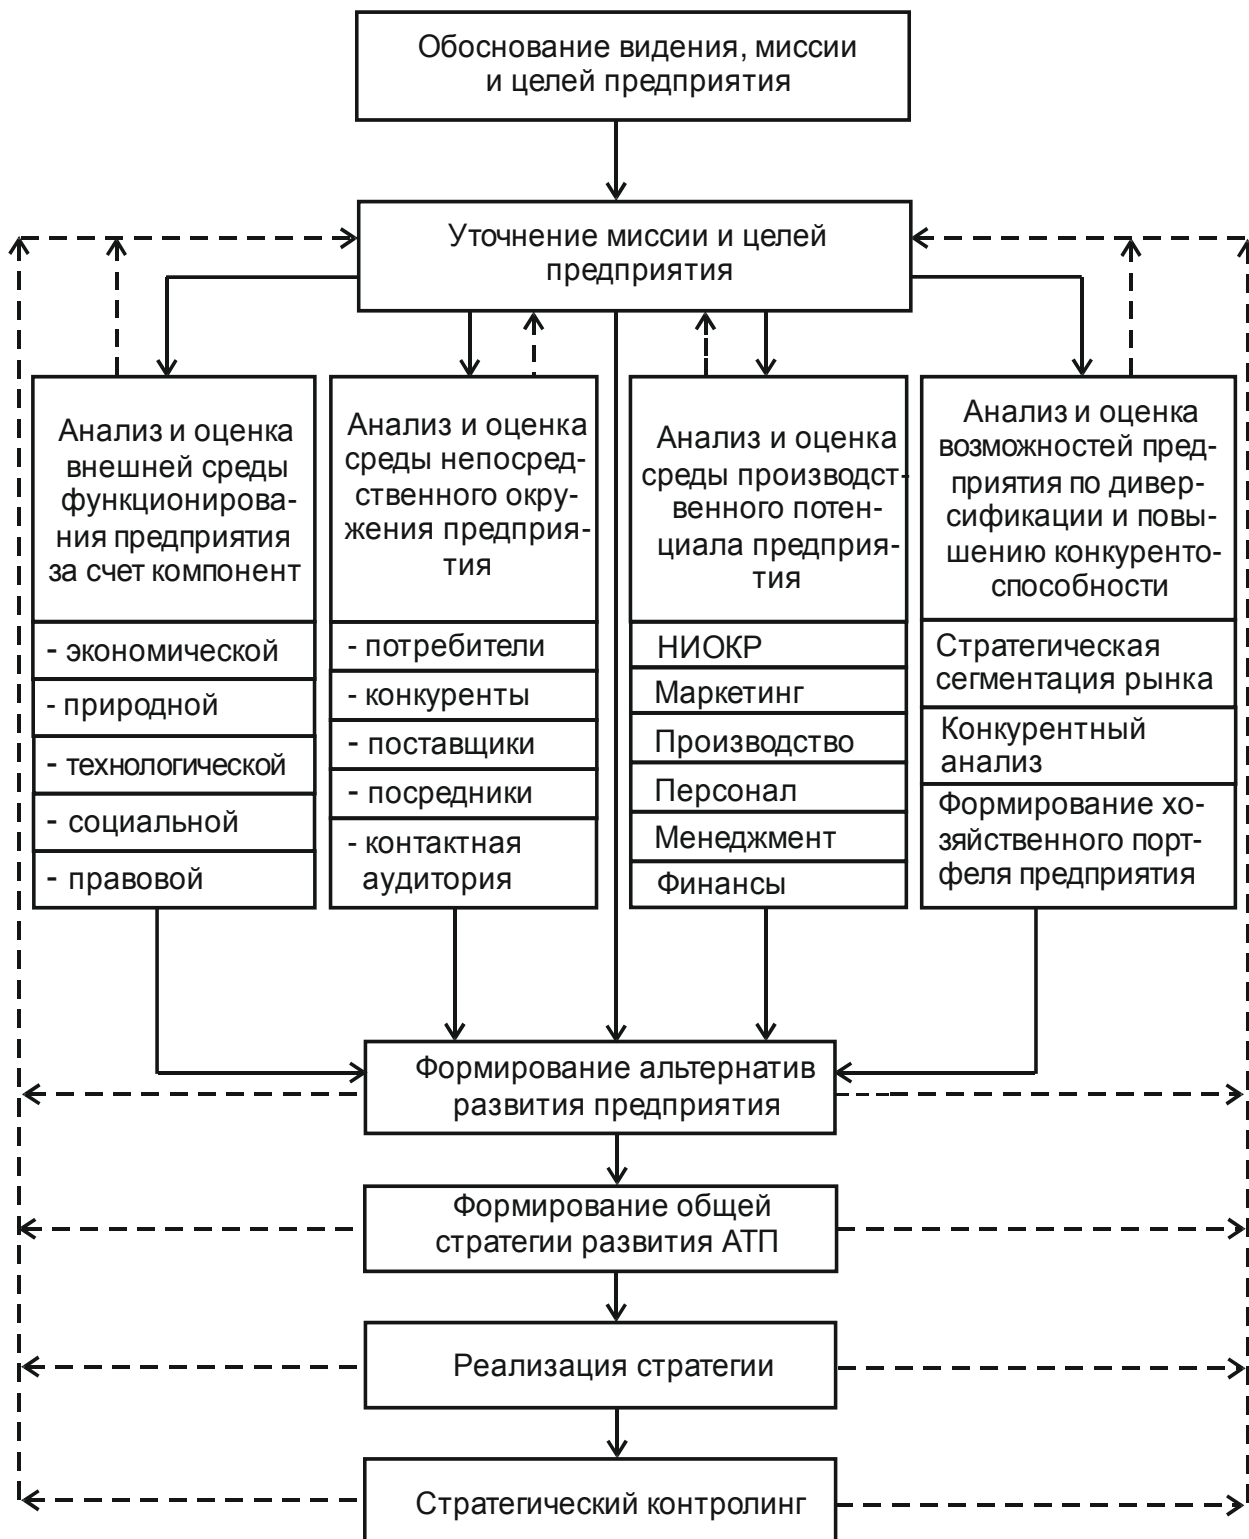 Обоснование видения, миссии
и целей предприятия
Уточнение миссии и целей
предприятия
Анализ и оценка
внешней среды
функционирова-
ния предприятия
за счет компонент
- экономической
- природной
- технологической
- социальной
- правовой
Анализ и оценка
среды непосред-
ственного окру-
жения предприя-
тия
- потребители
- конкуренты
- поставщики
- посредники
- контактная
аудитория
Анализ и оценка
среды производст-
венного потен-
циала предприя-
тия
НИОКР
Маркетинг
Производство
Персонал
Менеджмент
Финансы
Анализ и оценка
возможностей пред-
приятия по дивер-
сификации и повы-
шению конкуренто-
способности
Стратегическая
сегментация рынка
Конкурентный
анализ
Формирование хо-
зяйственного порт-
феля предприятия
Формирование альтернатив
развития предприятия
Формирование общей
стратегии развития АТП
Реализация стратегии
Стратегический контролинг